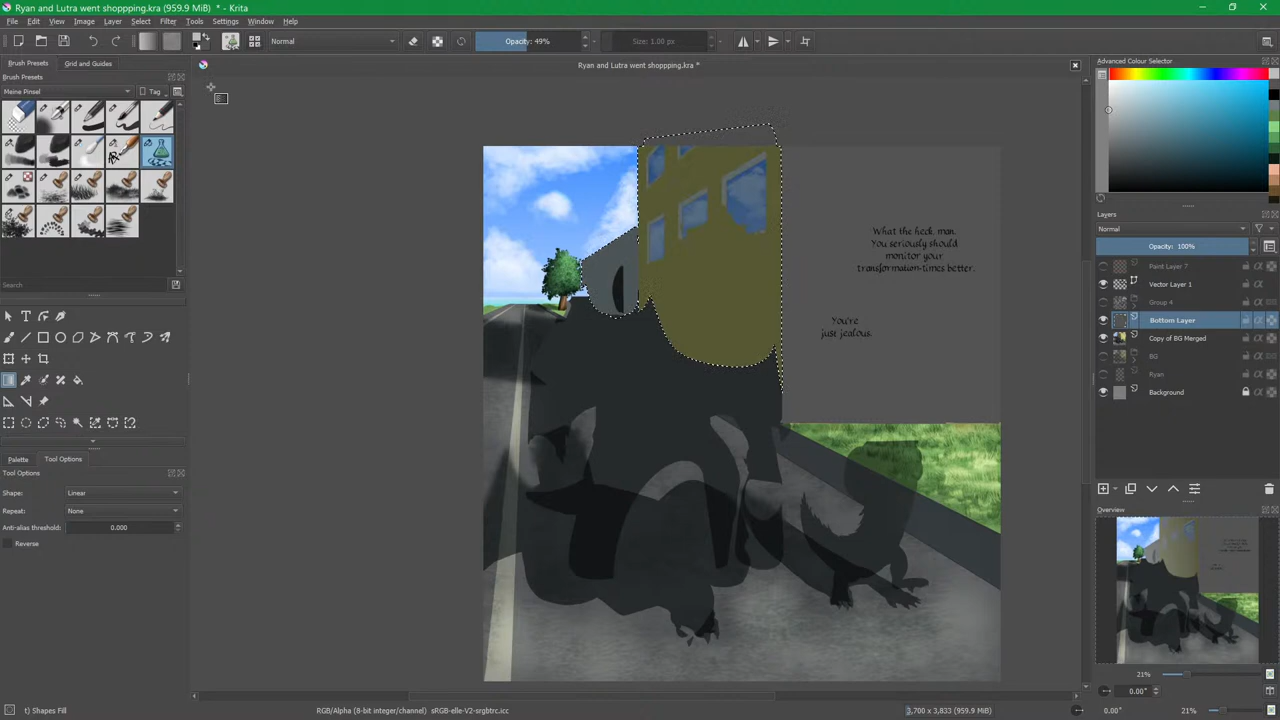 Ryan and Lutra went shoppping.kra (959.9 MiB) * - Krita
File Edit View Image Layer Select Filter Tools Settings Window Help
Normal
Opacity: 49%
Size: 1.00 px
Brush Presets Grid and Guides
Ryan and Lutra went shoppping.kra *
Advanced Colour Selector
Brush Presets
Meine Pinsel
Tag
Search
Palette Tool Options
Tool Options
Shape: Linear
Repeat: None
Anti-alias threshold: 0.000
Reverse
What the heck, man.
You seriously should
monitor your
transformation-times better.
You're
just jealous.
Layers
Normal
Opacity: 100%
Paint Layer 7
Vector Layer 1
Group 4
Bottom Layer
Copy of BG Merged
BG
Ryan
Background
Overview
21%
0.00°
t) Shapes Fill
RGB/Alpha (8-bit integer/channel) sRGB-elle-V2-srgbtrc.icc
3,700 x 3,833 (959.9 MiB)
0.00°
21%